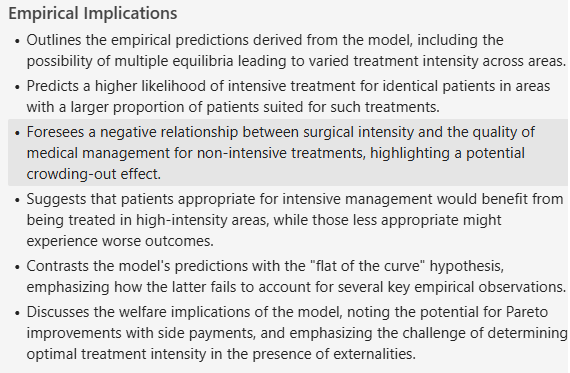 Empirical Implications
• Outlines the empirical predictions derived from the model, including the
possibility of multiple equilibria leading to varied treatment intensity across areas.
• Predicts a higher likelihood of intensive treatment for identical patients in areas
with a larger proportion of patients suited for such treatments.
• Foresees a negative relationship between surgical intensity and the quality of
medical management for non-intensive treatments, highlighting a potential
crowding-out effect.
• Suggests that patients appropriate for intensive management would benefit from
being treated in high-intensity areas, while those less appropriate might
experience worse outcomes.
• Contrasts the model's predictions with the "flat of the curve" hypothesis,
emphasizing how the latter fails to account for several key empirical observations.
• Discusses the welfare implications of the model, noting the potential for Pareto
improvements with side payments, and emphasizing the challenge of determining
optimal treatment intensity in the presence of externalities.